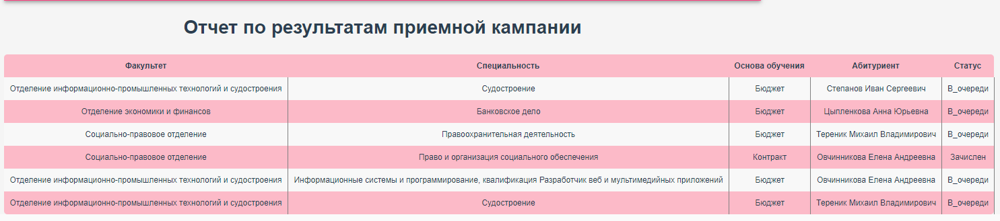 Отчет по результатам приемной кампании
Факультет Специальность Основа обучения Абитуриент Статус
Отделение информационно-промышленных технологий и судостроения Судостроение Бюджет Степанов Иван Сергеевич В_очереди
Отделение экономики и финансов Банковское дело Бюджет Цыпленкова Анна Юрьевна В_очереди
Социально-правовое отделение Правоохранительная деятельность Бюджет Тереник Михаил Владимирович В_очереди
Социально-правовое отделение Право и организация социального обеспечения Контракт Овчинникова Елена Андреевна Зачислен
Отделение информационно-промышленных технологий и судостроения Информационные системы и программирование, квалификация Разработчик веб и мультимедийных приложений Бюджет Овчинникова Елена Андреевна В_очереди
Отделение информационно-промышленных технологий и судостроения Судостроение Бюджет Тереник Михаил Владимирович В_очереди